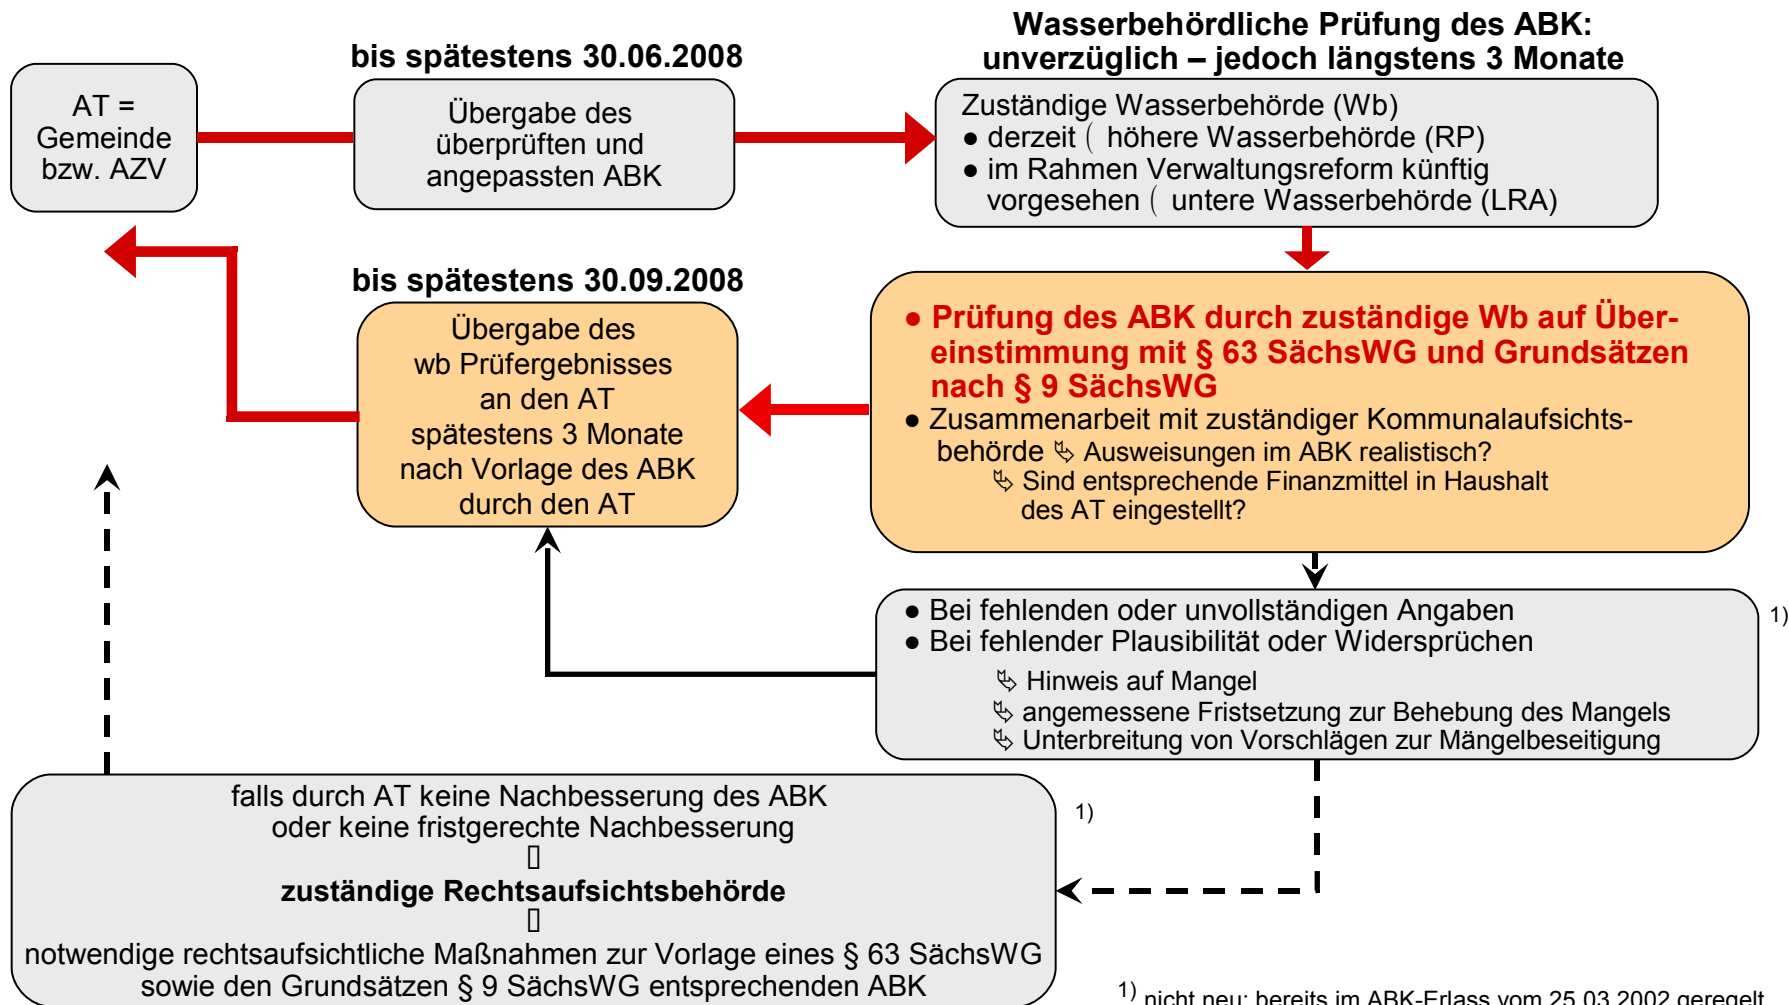 Wasserbehördliche Prüfung des ABK:
unverzüglich – jedoch längstens 3 Monate
bis spätestens 30.06.2008
AT =
Gemeinde
bzw. AZV
Übergabe des
überprüften und
angepassten ABK
Zuständige Wasserbehörde (Wb)
● derzeit ( höhere Wasserbehörde (RP)
● im Rahmen Verwaltungsreform künftig
vorgesehen ( untere Wasserbehörde (LRA)
bis spätestens 30.09.2008
Übergabe des
wb Prüfergebnisses
an den AT
spätestens 3 Monate
nach Vorlage des ABK
durch den AT
● Prüfung des ABK durch zuständige Wb auf Über-
einstimmung mit § 63 SächsWG und Grundsätzen
nach § 9 SächsWG
● Zusammenarbeit mit zuständiger Kommunalaufsichts-
behörde ↳ Ausweisungen im ABK realistisch?
↳ Sind entsprechende Finanzmittel in Haushalt
des AT eingestellt?
● Bei fehlenden oder unvollständigen Angaben
● Bei fehlender Plausibilität oder Widersprüchen
↳ Hinweis auf Mangel
↳ angemessene Fristsetzung zur Behebung des Mangels
↳ Unterbreitung von Vorschlägen zur Mängelbeseitigung
1)
falls durch AT keine Nachbesserung des ABK
oder keine fristgerechte Nachbesserung
▯
zuständige Rechtsaufsichtsbehörde
▯
notwendige rechtsaufsichtliche Maßnahmen zur Vorlage eines § 63 SächsWG
sowie den Grundsätzen § 9 SächsWG entsprechenden ABK
1)
1) nicht neu; bereits im ABK-Erlass vom 25.03.2002 geregelt